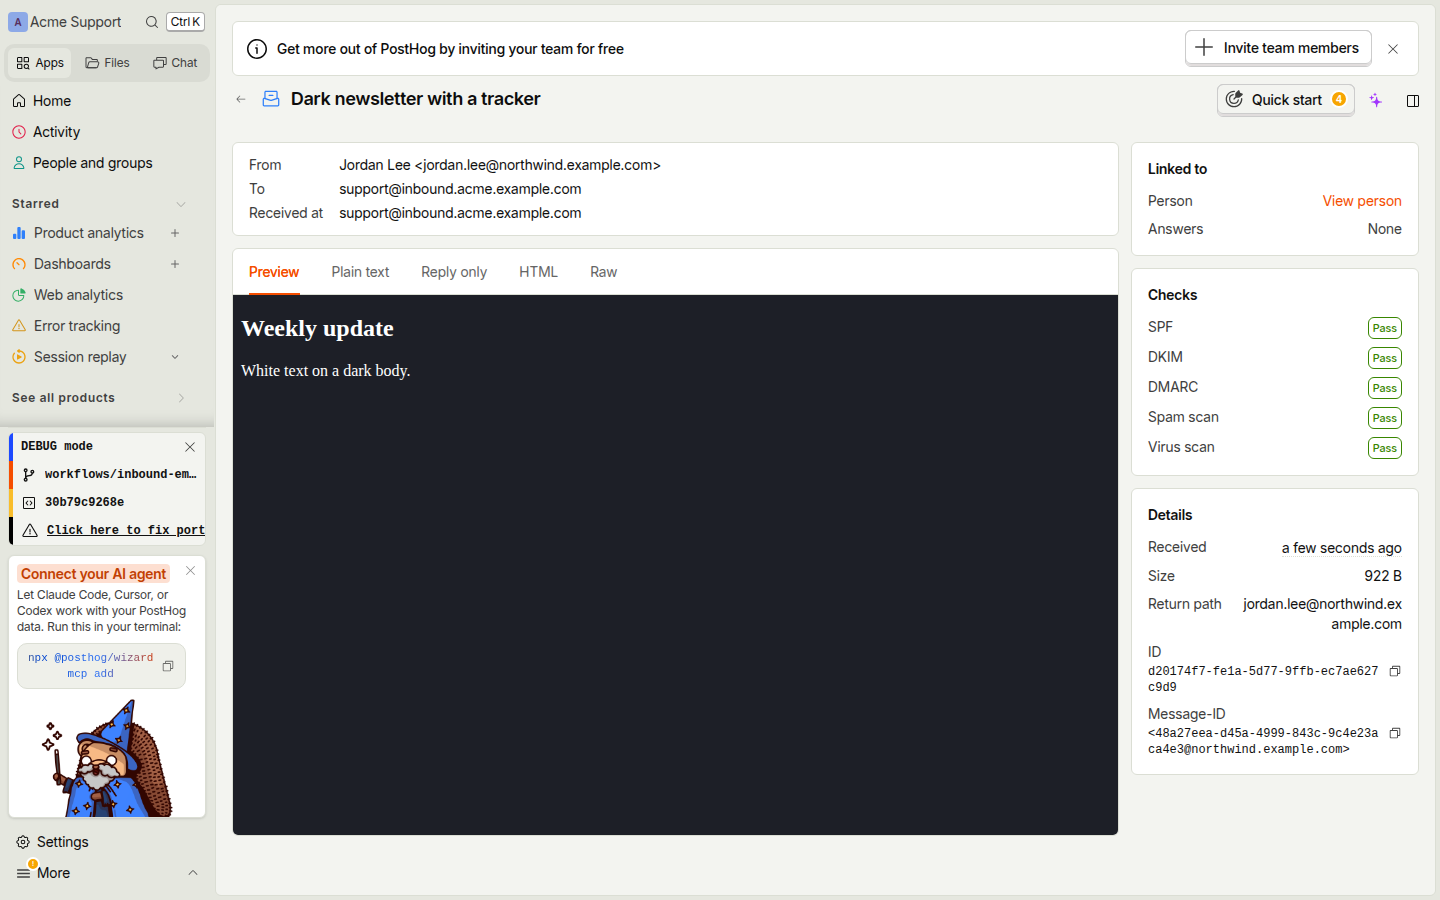 Acme Support
Ctrl K
Apps
Files
Chat
Home
Activity
People and groups
Starred
Product analytics
Dashboards
Web analytics
Error tracking
Session replay
See all products
DEBUG mode
workflows/inbound-em…
30b79c9268e
Click here to fix port
Connect your AI agent
Let Claude Code, Cursor, or
Codex work with your PostHog
data. Run this in your terminal:
npx @posthog/wizard
mcp add
Settings
More
Get more out of PostHog by inviting your team for free
Invite team members
Dark newsletter with a tracker
Quick start 4
From Jordan Lee <jordan.lee@northwind.example.com>
To support@inbound.acme.example.com
Received at support@inbound.acme.example.com
Preview Plain text Reply only HTML Raw
Weekly update
White text on a dark body.
Linked to
Person View person
Answers None
Checks
SPF Pass
DKIM Pass
DMARC Pass
Spam scan Pass
Virus scan Pass
Details
Received a few seconds ago
Size 922 B
Return path jordan.lee@northwind.ex
ample.com
ID
d20174f7-fe1a-5d77-9ffb-ec7ae627
c9d9
Message-ID
<48a27eea-d45a-4999-843c-9c4e23a
ca4e3@northwind.example.com>